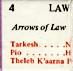 4 LAW
Arrows of Law
Tarkesh.....N
Pio.........H
Theleb K'aarna H